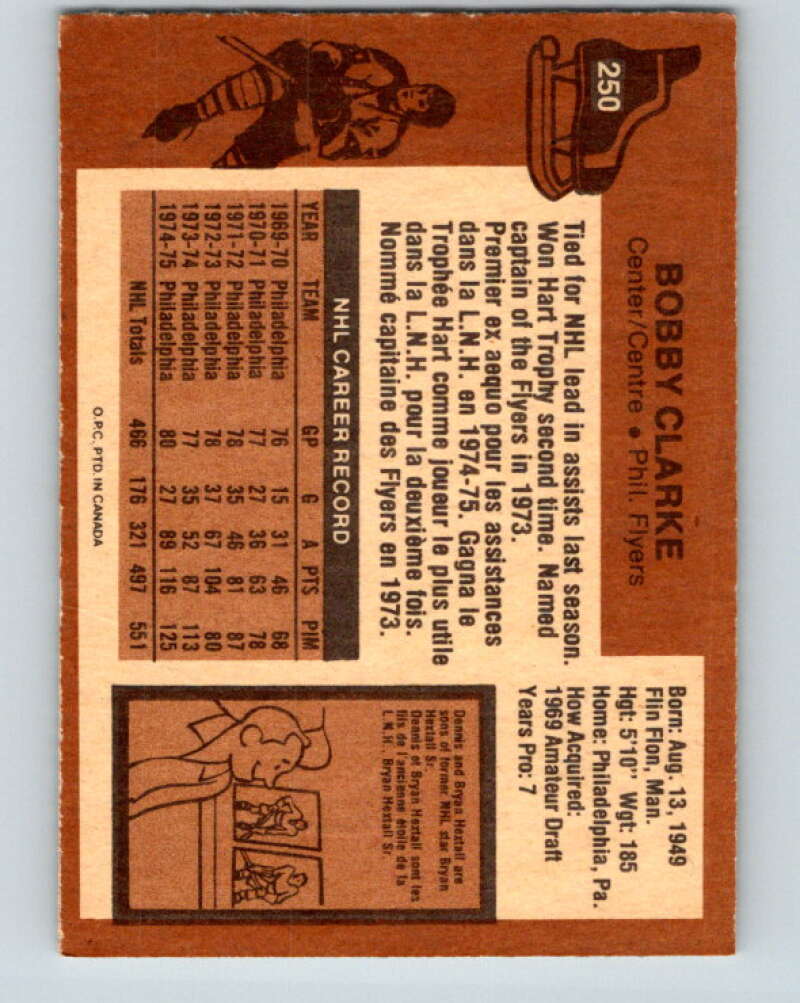 250
BOBBY CLARKE
Center/Centre • Phil. Flyers
Tied for NHL lead in assists last season.
Won Hart Trophy second time. Named
captain of the Flyers in 1973.
Premier ex aequo pour les assistances
dans la L.N.H. en 1974-75. Gagna le
Trophée Hart comme joueur le plus utile
dans la L.N.H. pour la deuxième fois.
Nommé capitaine des Flyers en 1973.
NHL CAREER RECORD
YEAR TEAM GP G A PTS PIM
1969-70 Philadelphia 76 15 31 46 68
1970-71 Philadelphia 77 27 36 63 78
1971-72 Philadelphia 78 35 46 81 87
1972-73 Philadelphia 78 37 67 104 80
1973-74 Philadelphia 77 35 52 87 113
1974-75 Philadelphia 80 27 89 116 125
NHL Totals 466 176 321 497 551
O.P.C. PTD. IN CANADA
Born: Aug. 13, 1949
Flin Flon, Man.
Hgt: 5'10" Wgt: 185
Home: Philadelphia, Pa.
How Acquired:
1969 Amateur Draft
Years Pro: 7
Dennis and Bryan Hextall are
sons of former NHL star Bryan
Hextall Sr.
Dennis et Bryan Hextall sont les
fils de l'ancienne étoile de la
L.N.H., Bryan Hextall Sr